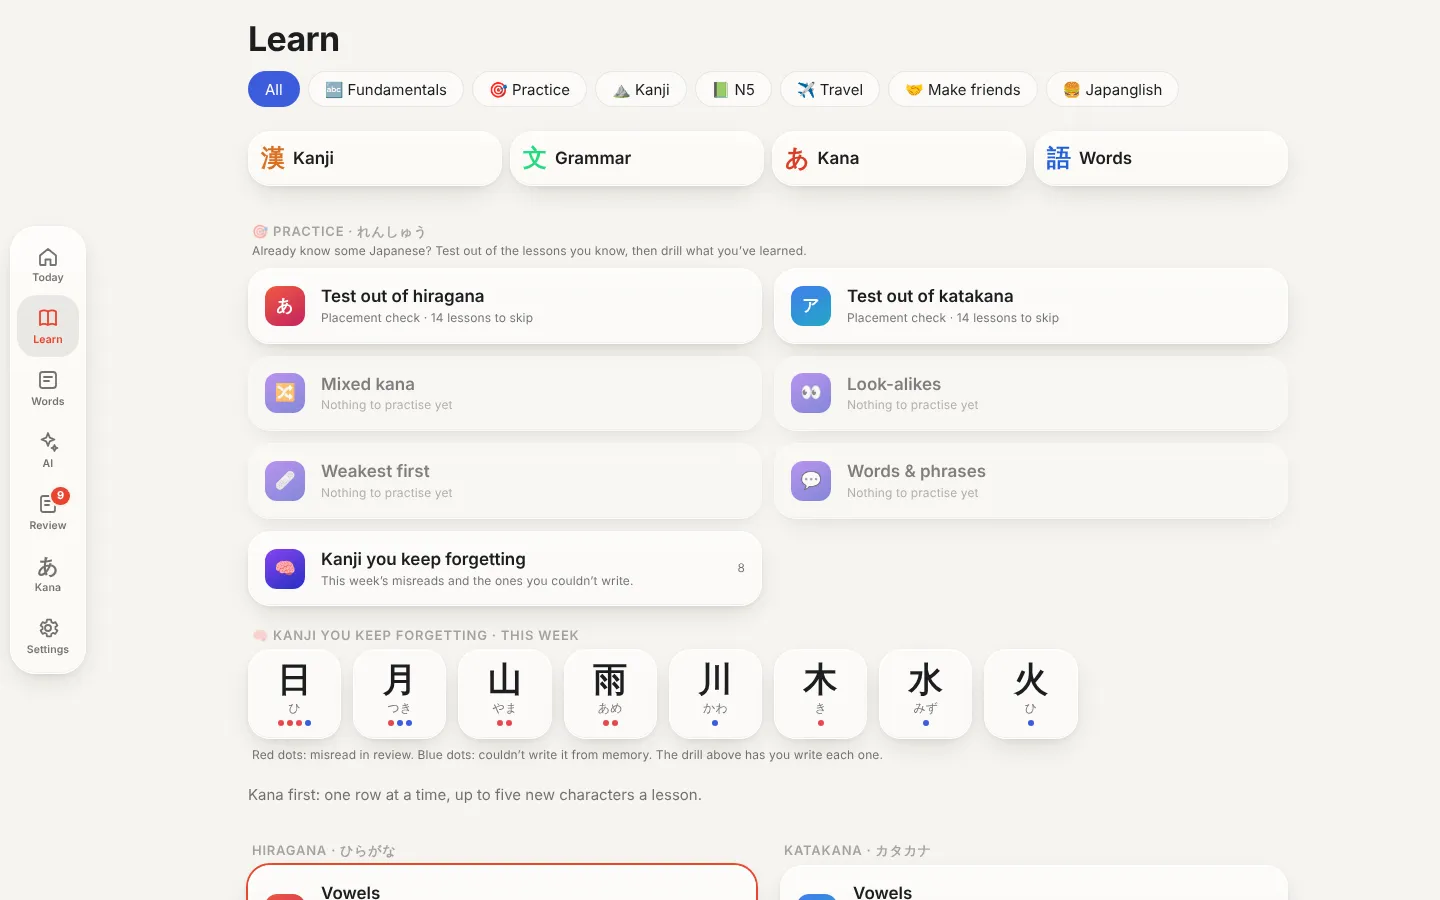 Learn
All
🔤 Fundamentals
🎯 Practice
⛰️ Kanji
📗 N5
✈️ Travel
🤝 Make friends
🍔 Japanglish
漢 Kanji
文 Grammar
あ Kana
語 Words
🎯 PRACTICE · れんしゅう
Already know some Japanese? Test out of the lessons you know, then drill what you’ve learned.
あ
Test out of hiragana
Placement check · 14 lessons to skip
ア
Test out of katakana
Placement check · 14 lessons to skip
Mixed kana
Nothing to practise yet
Look-alikes
Nothing to practise yet
Weakest first
Nothing to practise yet
Words & phrases
Nothing to practise yet
Kanji you keep forgetting
This week’s misreads and the ones you couldn’t write.
8
🧠 KANJI YOU KEEP FORGETTING · THIS WEEK
日
ひ
月
つき
山
やま
雨
あめ
川
かわ
木
き
水
みず
火
ひ
Red dots: misread in review. Blue dots: couldn’t write it from memory. The drill above has you write each one.
Kana first: one row at a time, up to five new characters a lesson.
HIRAGANA · ひらがな
Vowels
KATAKANA · カタカナ
Vowels
Today
Learn
Words
AI
9
Review
あ
Kana
Settings